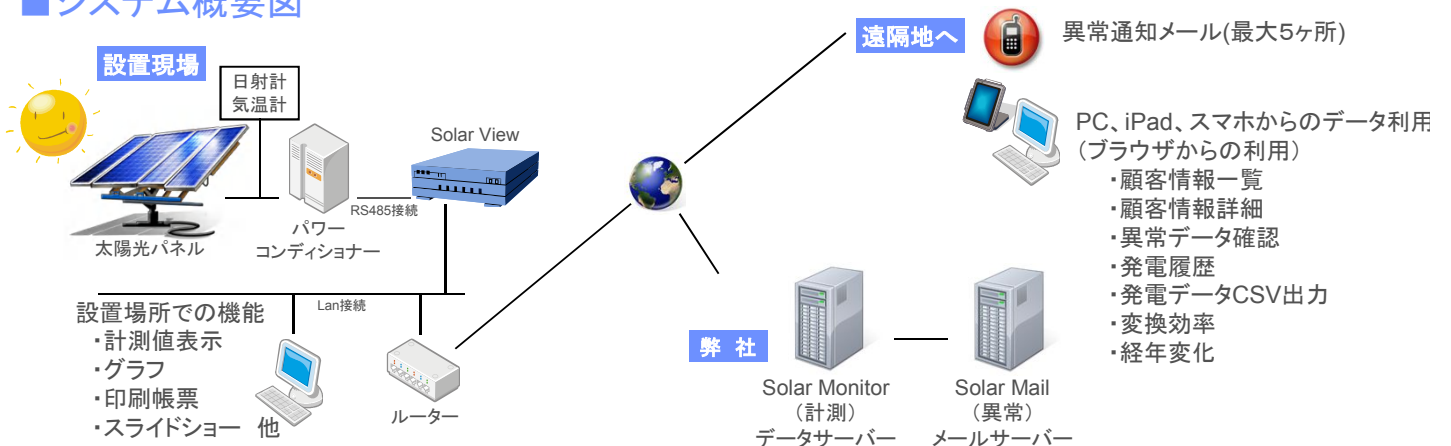 ■システム概要図
設置現場
日射計
気温計
Solar View
RS485接続
太陽光パネル
パワー
コンディショナー
Lan接続
設置場所での機能
・計測値表示
・グラフ
・印刷帳票
・スライドショー 他
ルーター
遠隔地へ
異常通知メール(最大5ヶ所)
PC、iPad、スマホからのデータ利用
（ブラウザからの利用）
・顧客情報一覧
・顧客情報詳細
・異常データ確認
・発電履歴
・発電データCSV出力
・変換効率
・経年変化
弊 社
Solar Monitor
（計測）
データサーバー
Solar Mail
（異常）
メールサーバー